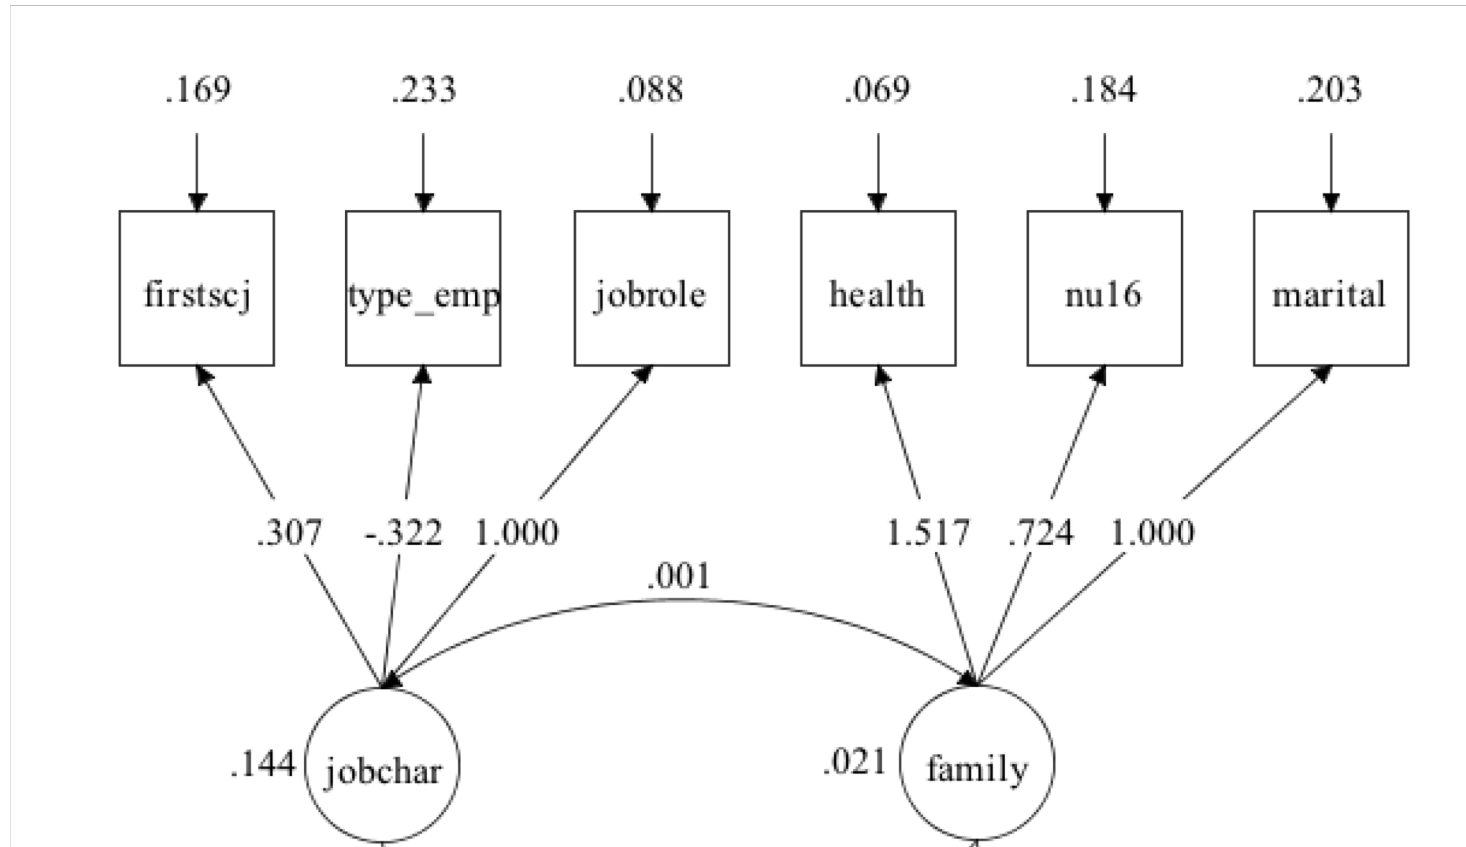 .169 .233 .088 .069 .184 .203
firstscj type_emp jobrole health nu16 marital
.307 -.322 1.000 1.517 .724 1.000
.001
.144 jobchar .021 family